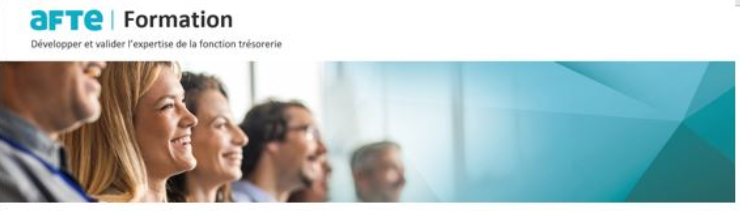 aFTe | Formation
Développer et valider l'expertise de la fonction trésorerie